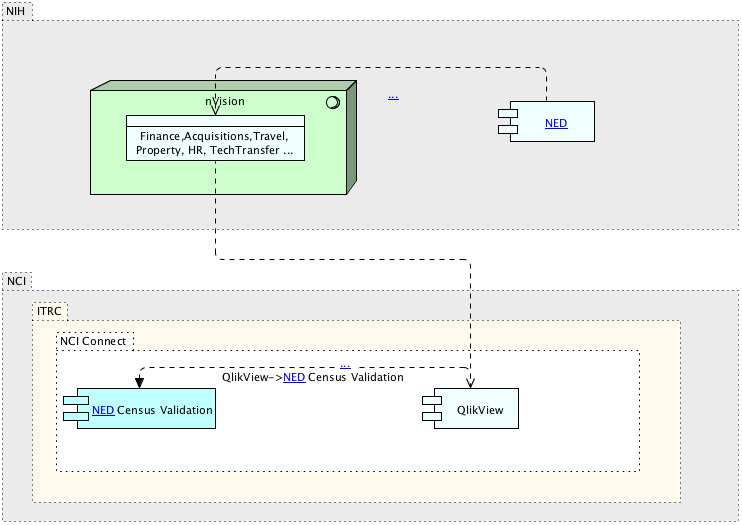 NIH
nVision
...
Finance,Acquisitions,Travel,
Property, HR, TechTransfer ...
NED
NCI
ITRC
NCI Connect
...
QlikView->NED Census Validation
NED Census Validation
QlikView